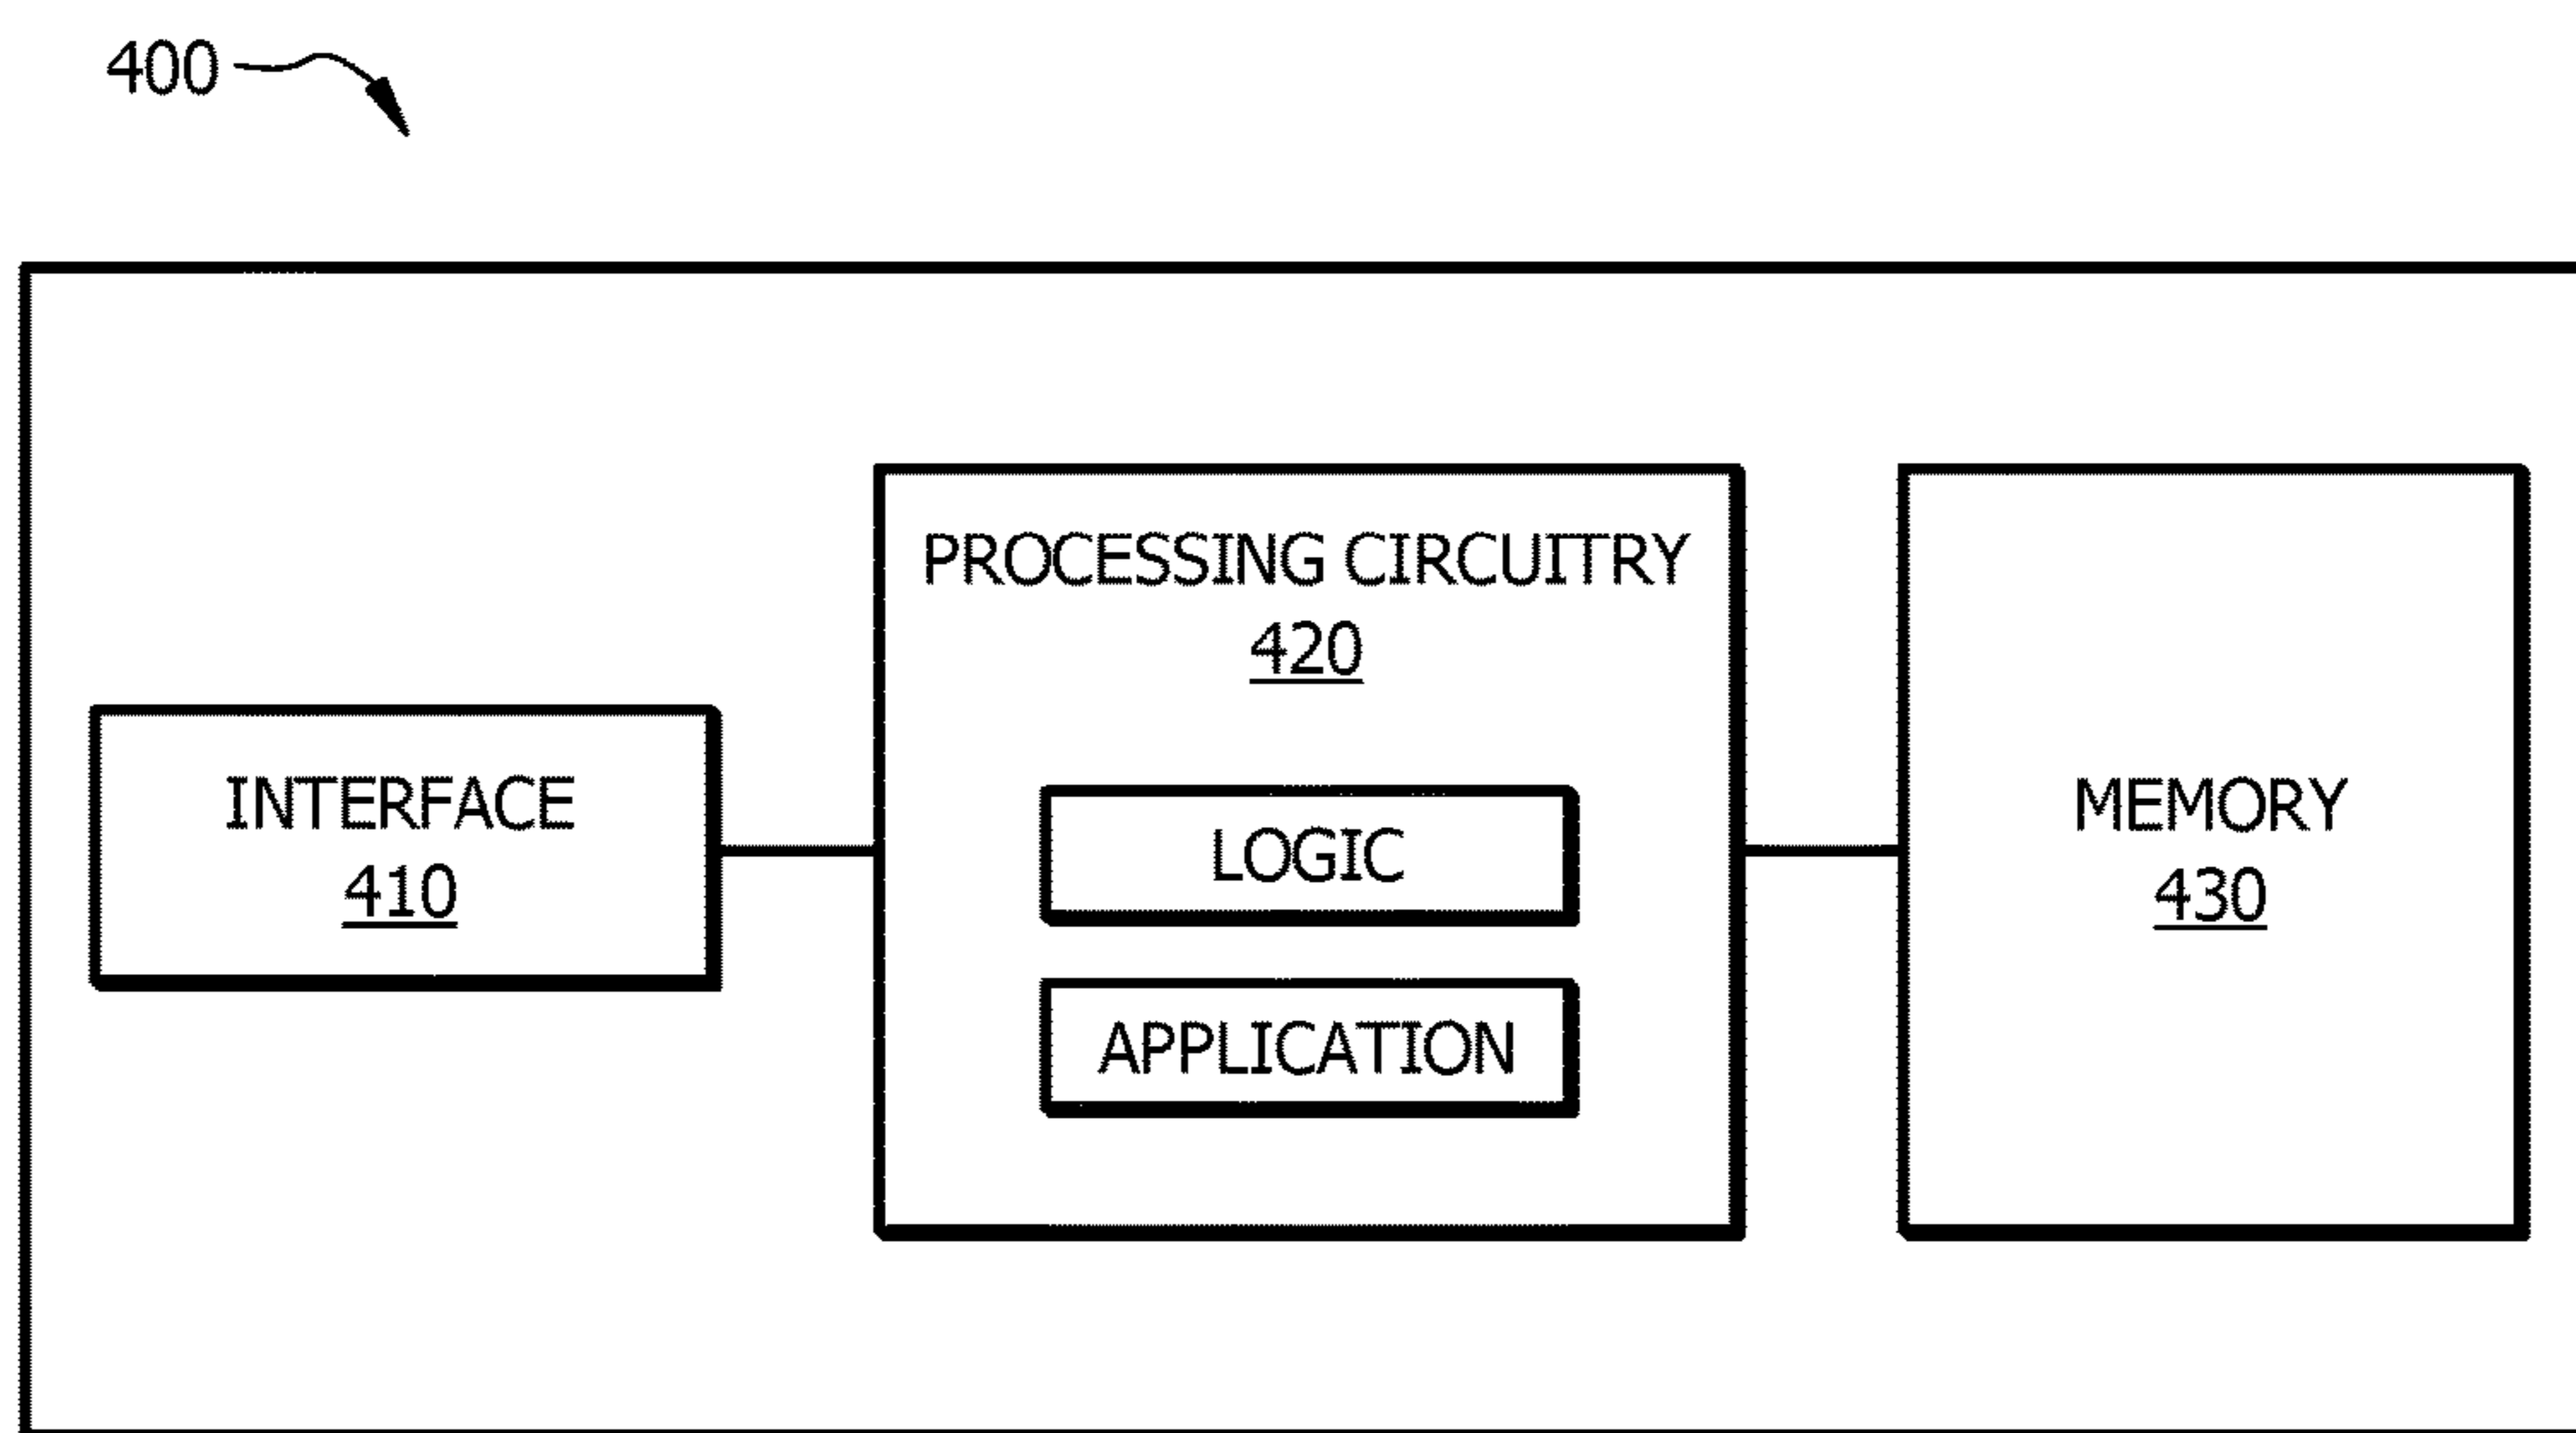 400
PROCESSING CIRCUITRY
420
INTERFACE
410
LOGIC
APPLICATION
MEMORY
430